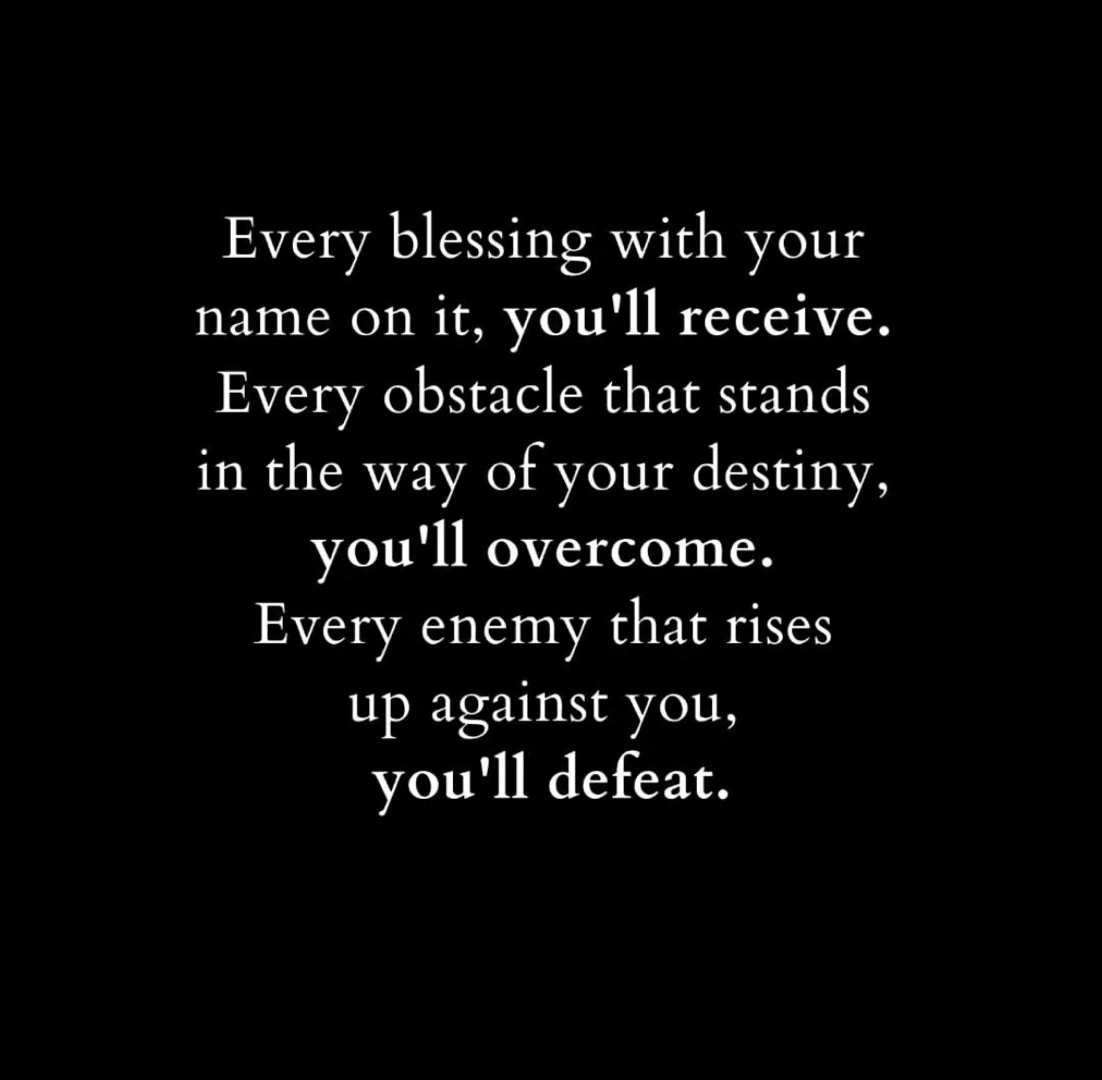 Every blessing with your
name on it, you'll receive.
Every obstacle that stands
in the way of your destiny,
you'll overcome.
Every enemy that rises
up against you,
you'll defeat.